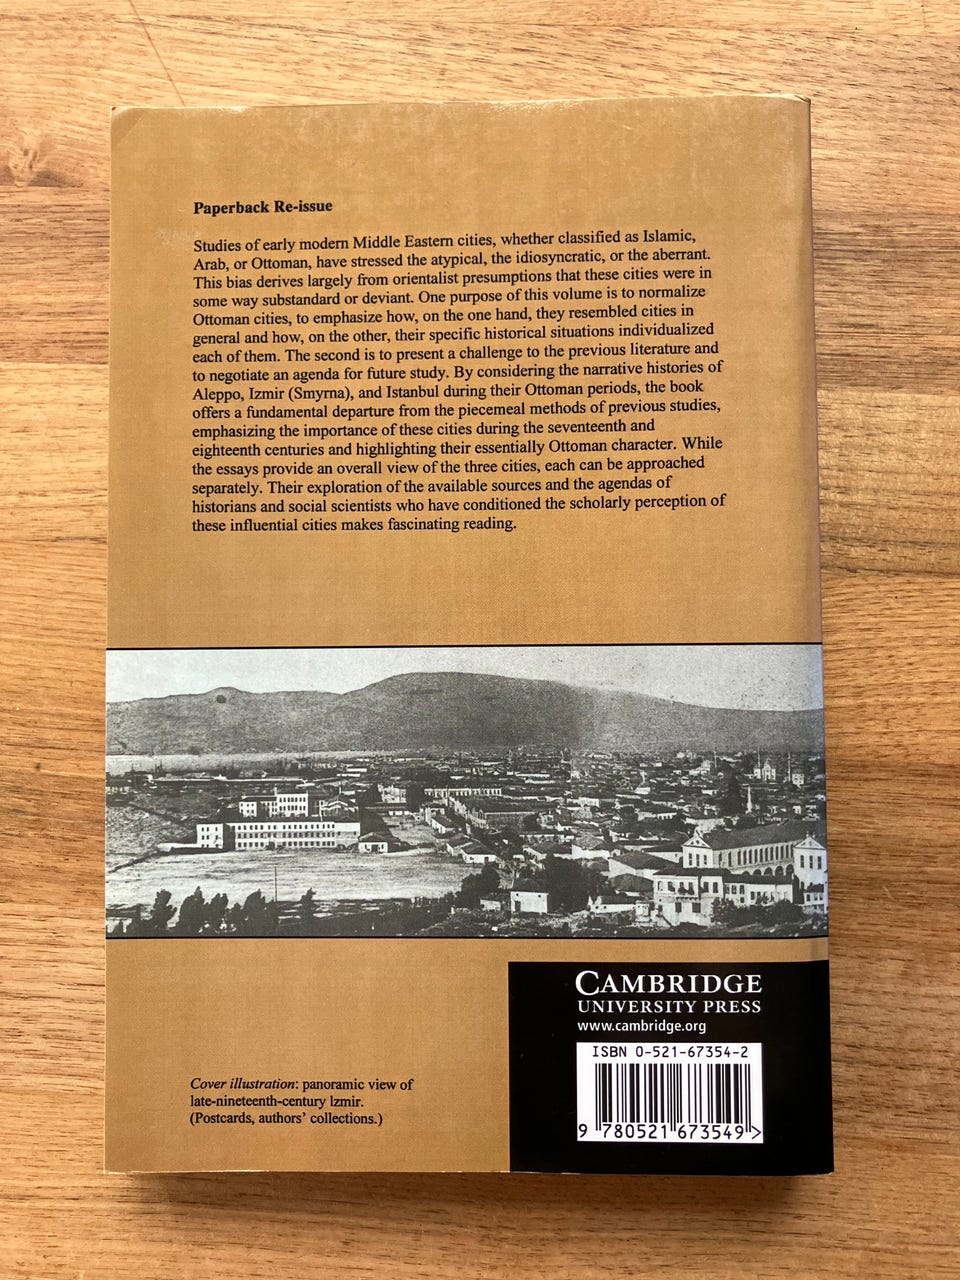 Paperback Re-issue
Studies of early modern Middle Eastern cities, whether classified as Islamic,
Arab, or Ottoman, have stressed the atypical, the idiosyncratic, or the aberrant.
This bias derives largely from orientalist presumptions that these cities were in
some way substandard or deviant. One purpose of this volume is to normalize
Ottoman cities, to emphasize how, on the one hand, they resembled cities in
general and how, on the other, their specific historical situations individualized
each of them. The second is to present a challenge to the previous literature and
to negotiate an agenda for future study. By considering the narrative histories of
Aleppo, Izmir (Smyrna), and Istanbul during their Ottoman periods, the book
offers a fundamental departure from the piecemeal methods of previous studies,
emphasizing the importance of these cities during the seventeenth and
eighteenth centuries and highlighting their essentially Ottoman character. While
the essays provide an overall view of the three cities, each can be approached
separately. Their exploration of the available sources and the agendas of
historians and social scientists who have conditioned the scholarly perception of
these influential cities makes fascinating reading.
CAMBRIDGE
UNIVERSITY PRESS
www.cambridge.org
ISBN 0-521-67354-2
9 780521 673549 >
Cover illustration: panoramic view of
late-nineteenth-century Izmir.
(Postcards, authors' collections.)